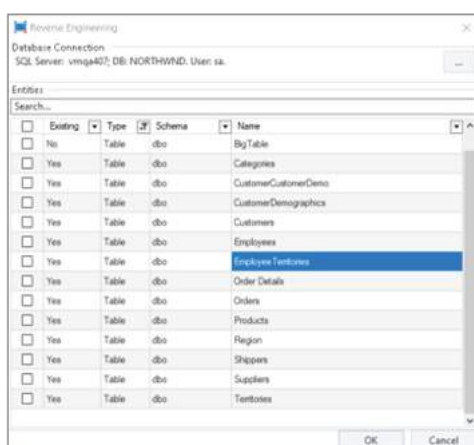 Reverse Engineering
Database Connection
SQL Server: vmqa407; DB: NORTHWND. User: sa.
...
Entities
Search...
Existing Type Schema Name
No Table dbo BigTable
Yes Table dbo Categories
Yes Table dbo CustomerCustomerDemo
Yes Table dbo CustomerDemographics
Yes Table dbo Customers
Yes Table dbo Employees
Yes Table dbo EmployeeTerritories
Yes Table dbo Order Details
Yes Table dbo Orders
Yes Table dbo Products
Yes Table dbo Region
Yes Table dbo Shippers
Yes Table dbo Suppliers
Yes Table dbo Territories
OK Cancel